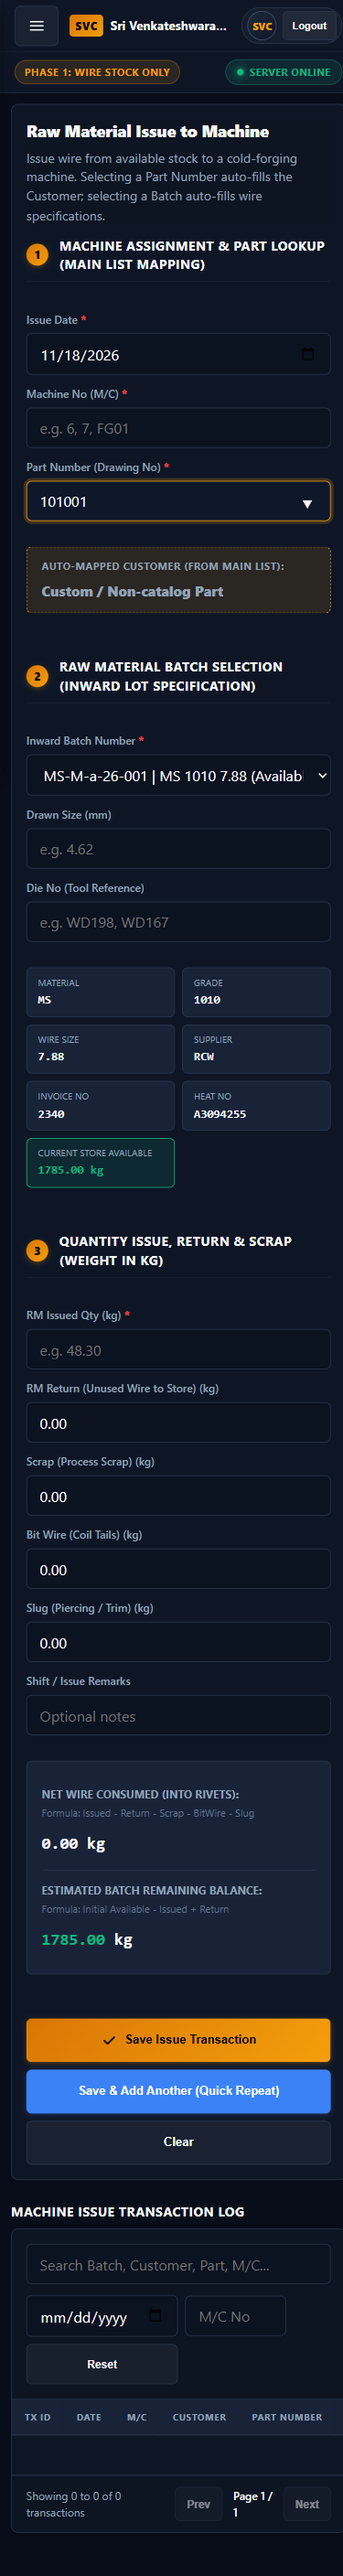 SVC Sri Venkateshwara... SVC Logout
PHASE 1: WIRE STOCK ONLY SERVER ONLINE
Raw Material Issue to Machine
Issue wire from available stock to a cold-forging
machine. Selecting a Part Number auto-fills the
Customer; selecting a Batch auto-fills wire
specifications.
1 MACHINE ASSIGNMENT & PART LOOKUP
(MAIN LIST MAPPING)
Issue Date *
11/18/2026
Machine No (M/C) *
e.g. 6, 7, FG01
Part Number (Drawing No) *
101001
AUTO-MAPPED CUSTOMER (FROM MAIN LIST):
Custom / Non-catalog Part
2 RAW MATERIAL BATCH SELECTION
(INWARD LOT SPECIFICATION)
Inward Batch Number *
MS-M-a-26-001 | MS 1010 7.88 (Availabl
Drawn Size (mm)
e.g. 4.62
Die No (Tool Reference)
e.g. WD198, WD167
MATERIAL GRADE
MS 1010
WIRE SIZE SUPPLIER
7.88 RCW
INVOICE NO HEAT NO
2340 A3094255
CURRENT STORE AVAILABLE
1785.00 kg
3 QUANTITY ISSUE, RETURN & SCRAP
(WEIGHT IN KG)
RM Issued Qty (kg) *
e.g. 48.30
RM Return (Unused Wire to Store) (kg)
0.00
Scrap (Process Scrap) (kg)
0.00
Bit Wire (Coil Tails) (kg)
0.00
Slug (Piercing / Trim) (kg)
0.00
Shift / Issue Remarks
Optional notes
NET WIRE CONSUMED (INTO RIVETS):
Formula: Issued - Return - Scrap - BitWire - Slug
0.00 kg
ESTIMATED BATCH REMAINING BALANCE:
Formula: Initial Available - Issued + Return
1785.00 kg
Save Issue Transaction
Save & Add Another (Quick Repeat)
Clear
MACHINE ISSUE TRANSACTION LOG
Search Batch, Customer, Part, M/C...
mm/dd/yyyy M/C No
Reset
TX ID DATE M/C CUSTOMER PART NUMBER
Showing 0 to 0 of 0
transactions
Prev Page 1 /
1 Next